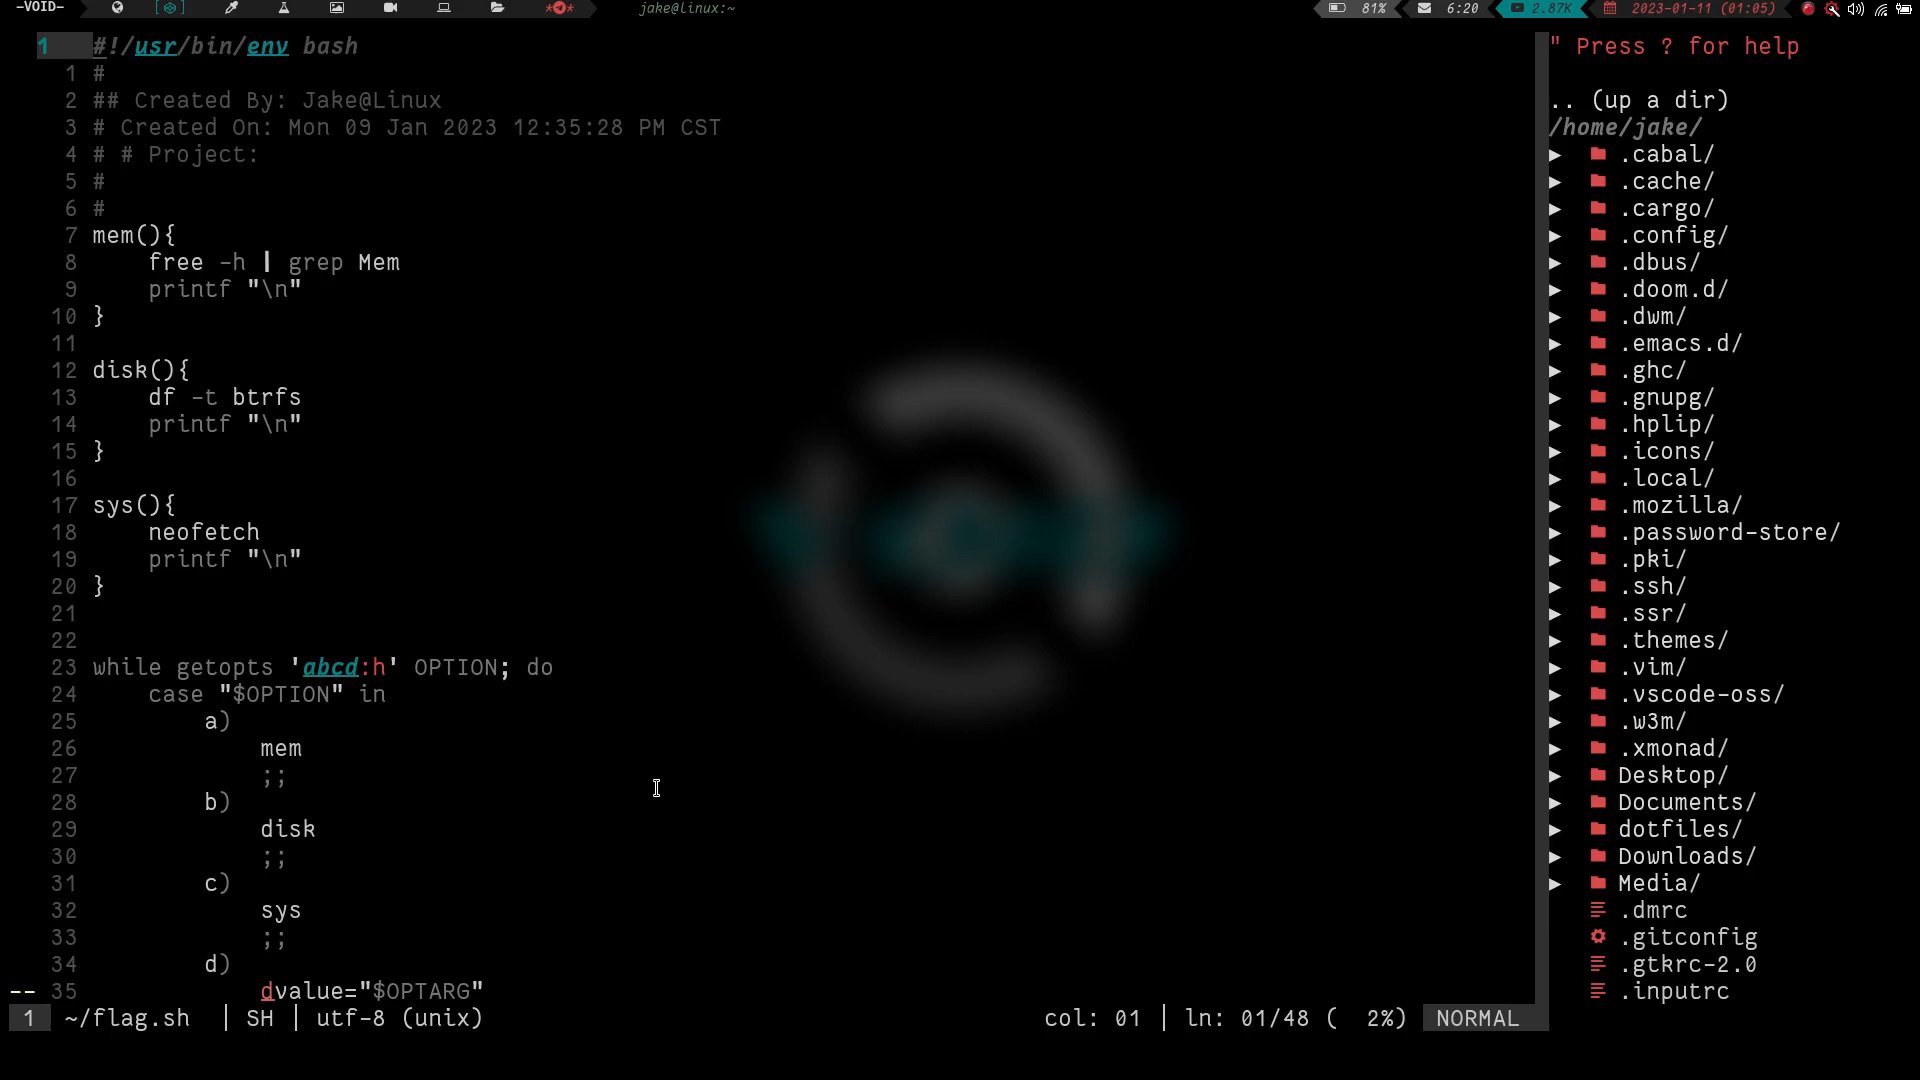 -VOID-
jake@linux:~
81%
6:20
2.87K
2023-01-11 (01:05)
1 #!/usr/bin/env bash
1 #
2 ## Created By: Jake@Linux
3 # Created On: Mon 09 Jan 2023 12:35:28 PM CST
4 # # Project:
5 #
6 #
7 mem(){
8 free -h | grep Mem
9 printf "\n"
10 }
11
12 disk(){
13 df -t btrfs
14 printf "\n"
15 }
16
17 sys(){
18 neofetch
19 printf "\n"
20 }
21
22
23 while getopts 'abcd:h' OPTION; do
24 case "$OPTION" in
25 a)
26 mem
27 ;;
28 b)
29 disk
30 ;;
31 c)
32 sys
33 ;;
34 d)
-- 35 dvalue="$OPTARG"
1 ~/flag.sh | SH | utf-8 (unix)
col: 01 | ln: 01/48 ( 2%) NORMAL
" Press ? for help
.. (up a dir)
/home/jake/
▶ .cabal/
▶ .cache/
▶ .cargo/
▶ .config/
▶ .dbus/
▶ .doom.d/
▶ .dwm/
▶ .emacs.d/
▶ .ghc/
▶ .gnupg/
▶ .hplip/
▶ .icons/
▶ .local/
▶ .mozilla/
▶ .password-store/
▶ .pki/
▶ .ssh/
▶ .ssr/
▶ .themes/
▶ .vim/
▶ .vscode-oss/
▶ .w3m/
▶ .xmonad/
▶ Desktop/
▶ Documents/
▶ dotfiles/
▶ Downloads/
▶ Media/
.dmrc
.gitconfig
.gtkrc-2.0
.inputrc